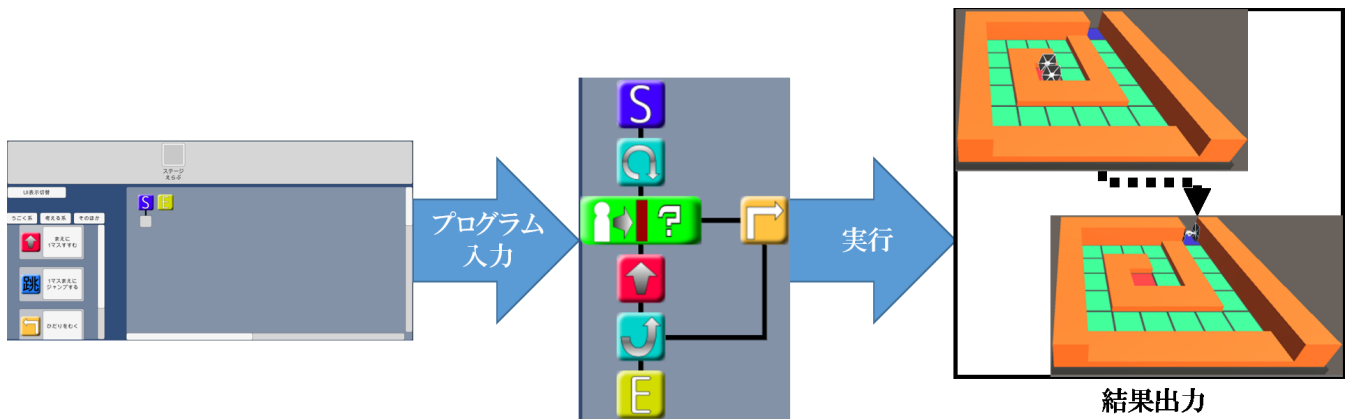 ステージ
えらぶ
UI表示切替
うごく系
考える系
そのほか
まえに
1マスすすむ
跳
1マスまえに
ジャンプする
ひだりをむく
S
E
プログラム
入力
S
?
E
実行
結果出力